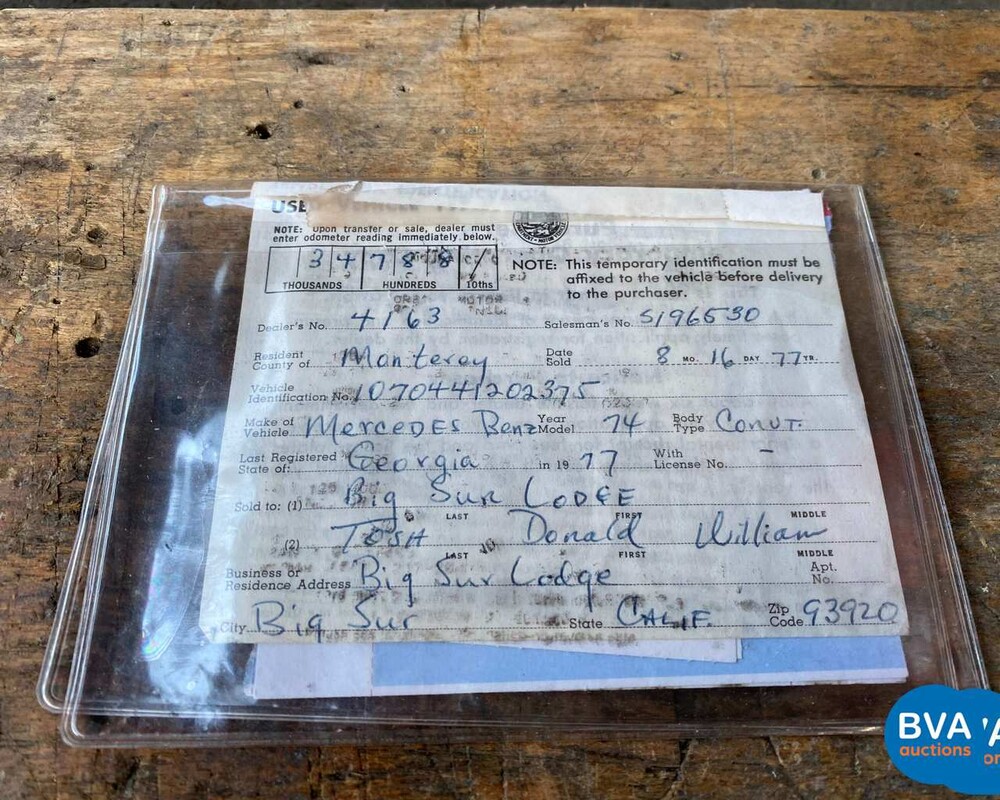 USE
NOTE: Upon transfer or sale, dealer must
enter odometer reading immediately below.
3 4 7 8 8
THOUSANDS HUNDREDS 10ths
NOTE: This temporary identification must be
affixed to the vehicle before delivery
to the purchaser.
Dealer's No. 4163 Salesman's No. S196530
Resident
County of Monterey Date
Sold 8 MO. 16 DAY 77 YR.
Vehicle
Identification No. 1070441202375
Make of
Vehicle MERCEDES Benz Year
Model 74 Body
Type CONVT.
Last Registered
State of: Georgia in 19 77 With
License No. -
Sold to: (1) Big Sur LODGE
LAST FIRST MIDDLE
(2) TOSH Donald William
LAST FIRST MIDDLE
Business or
Residence Address Big Sur Lodge Apt.
No.
City Big Sur State CALIF. Zip
Code 93920
BVA
auctions